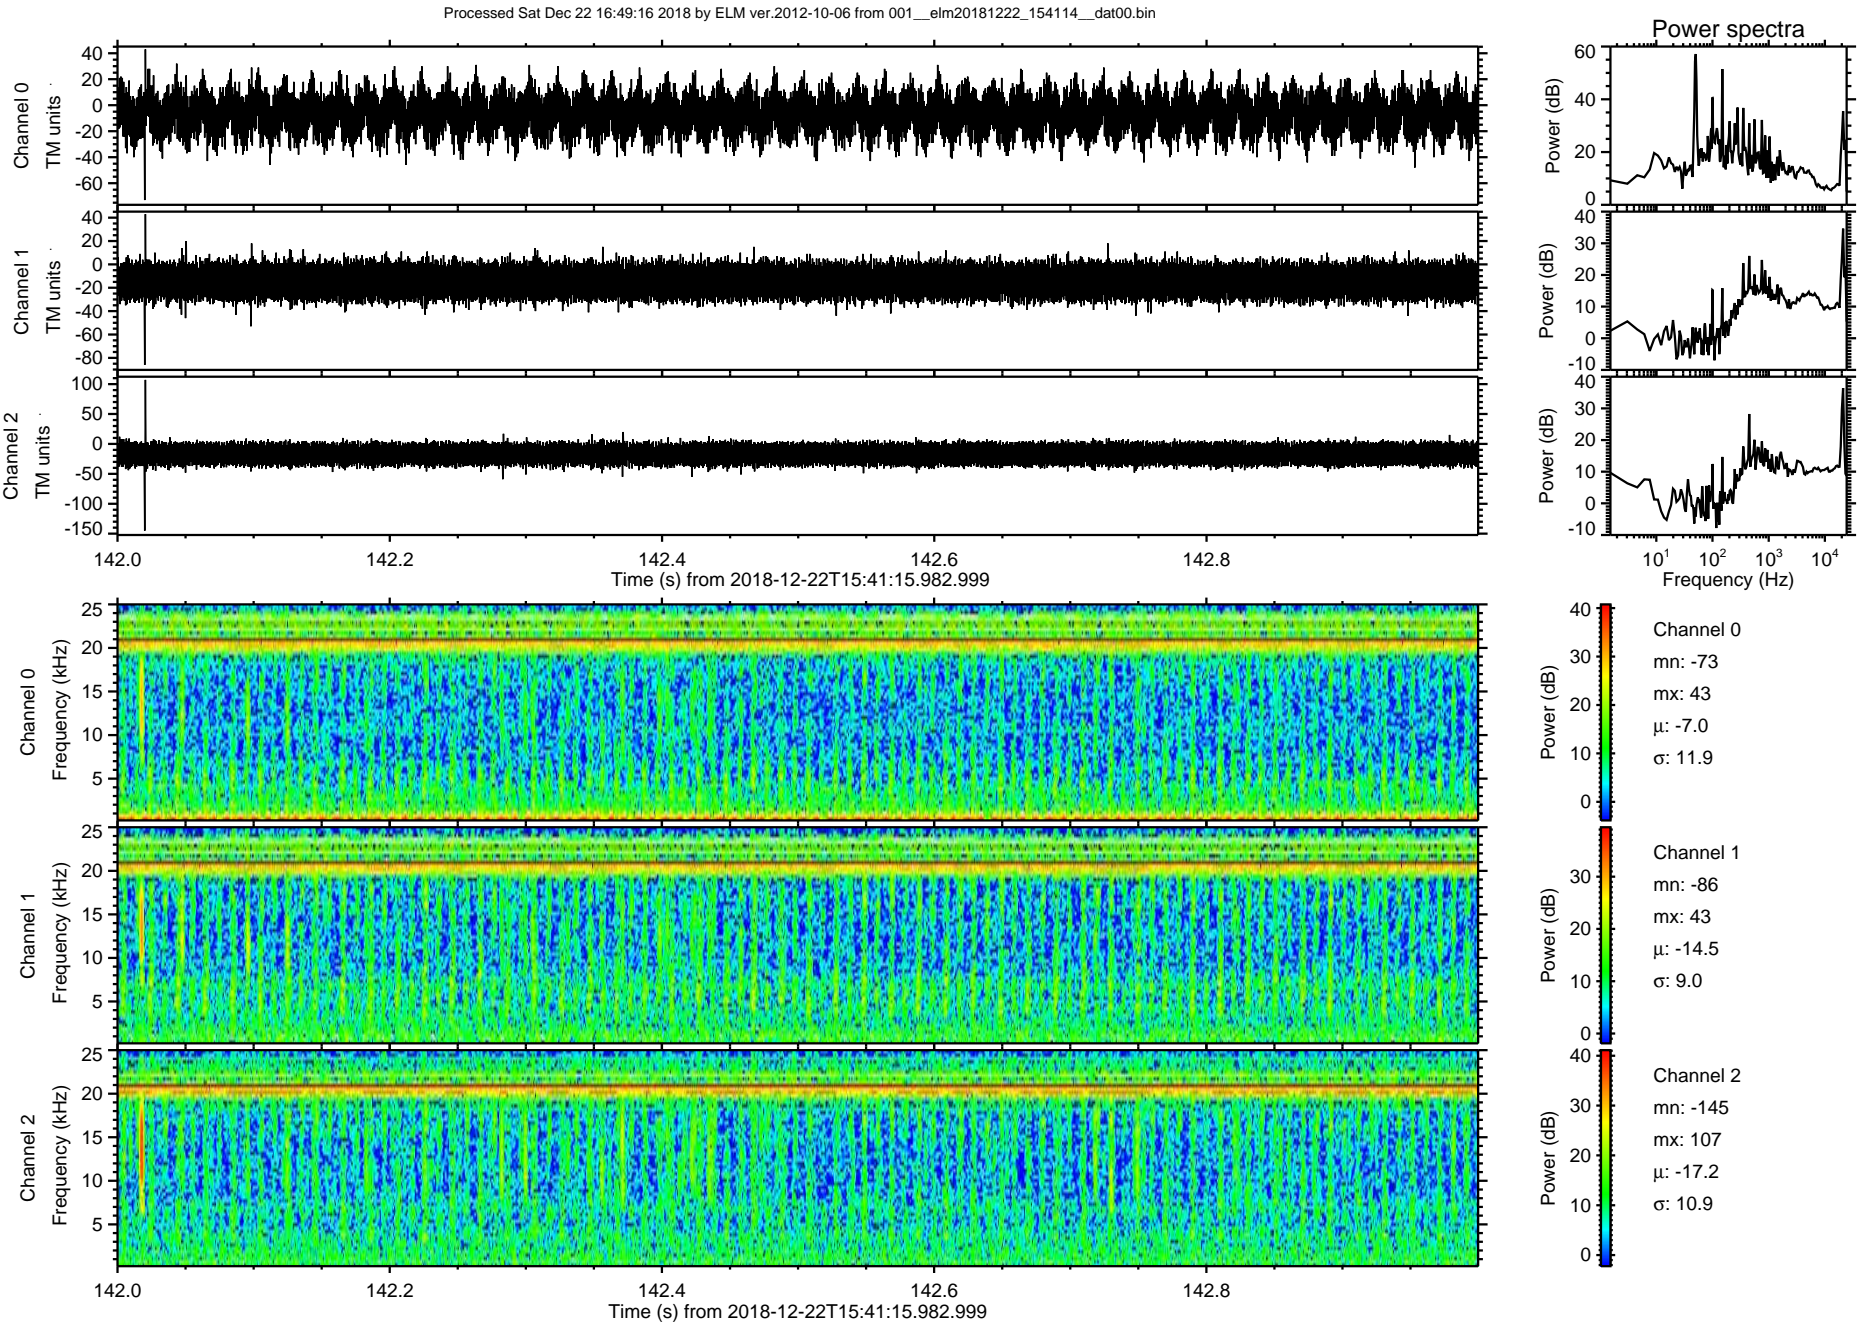 Processed Sat Dec 22 16:49:16 2018 by ELM ver.2012-10-06 from 001__elm20181222_154114__dat00.bin
Power spectra
Channel 0
TM units
40
20
0
-20
-40
-60
Power (dB)
60
40
20
0
Channel 1
TM units
40
20
0
-20
-40
-60
-80
Power (dB)
40
30
20
10
0
-10
Channel 2
TM units
100
50
0
-50
-100
-150
Power (dB)
40
30
20
10
0
-10
142.0 142.2 142.4 142.6 142.8
Time (s) from 2018-12-22T15:41:15.982.999
10¹ 10² 10³ 10⁴
Frequency (Hz)
Channel 0
Frequency (kHz)
25
20
15
10
5
Power (dB)
40
30
20
10
0
Channel 0
mn: -73
mx: 43
μ: -7.0
σ: 11.9
Channel 1
Frequency (kHz)
25
20
15
10
5
Power (dB)
30
20
10
0
Channel 1
mn: -86
mx: 43
μ: -14.5
σ: 9.0
Channel 2
Frequency (kHz)
25
20
15
10
5
Power (dB)
40
30
20
10
0
Channel 2
mn: -145
mx: 107
μ: -17.2
σ: 10.9
142.0 142.2 142.4 142.6 142.8
Time (s) from 2018-12-22T15:41:15.982.999